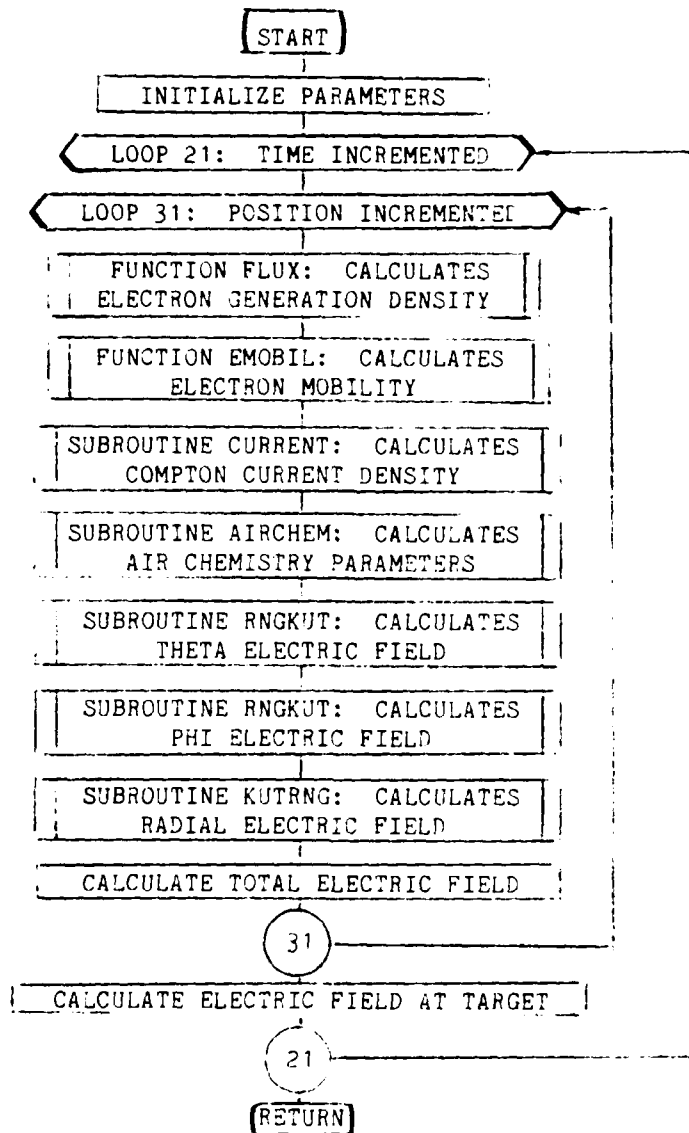 START
INITIALIZE PARAMETERS
LOOP 21: TIME INCREMENTED
LOOP 31: POSITION INCREMENTED
FUNCTION FLUX: CALCULATES
ELECTRON GENERATION DENSITY
FUNCTION EMOBIL: CALCULATES
ELECTRON MOBILITY
SUBROUTINE CURRENT: CALCULATES
COMPTON CURRENT DENSITY
SUBROUTINE AIRCHEM: CALCULATES
AIR CHEMISTRY PARAMETERS
SUBROUTINE RNGKUT: CALCULATES
THETA ELECTRIC FIELD
SUBROUTINE RNGKUT: CALCULATES
PHI ELECTRIC FIELD
SUBROUTINE KUTRNG: CALCULATES
RADIAL ELECTRIC FIELD
CALCULATE TOTAL ELECTRIC FIELD
31
CALCULATE ELECTRIC FIELD AT TARGET
21
RETURN